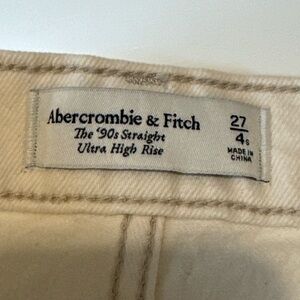 Abercrombie & Fitch
The '90s Straight
Ultra High Rise
27
4s
MADE IN
CHINA